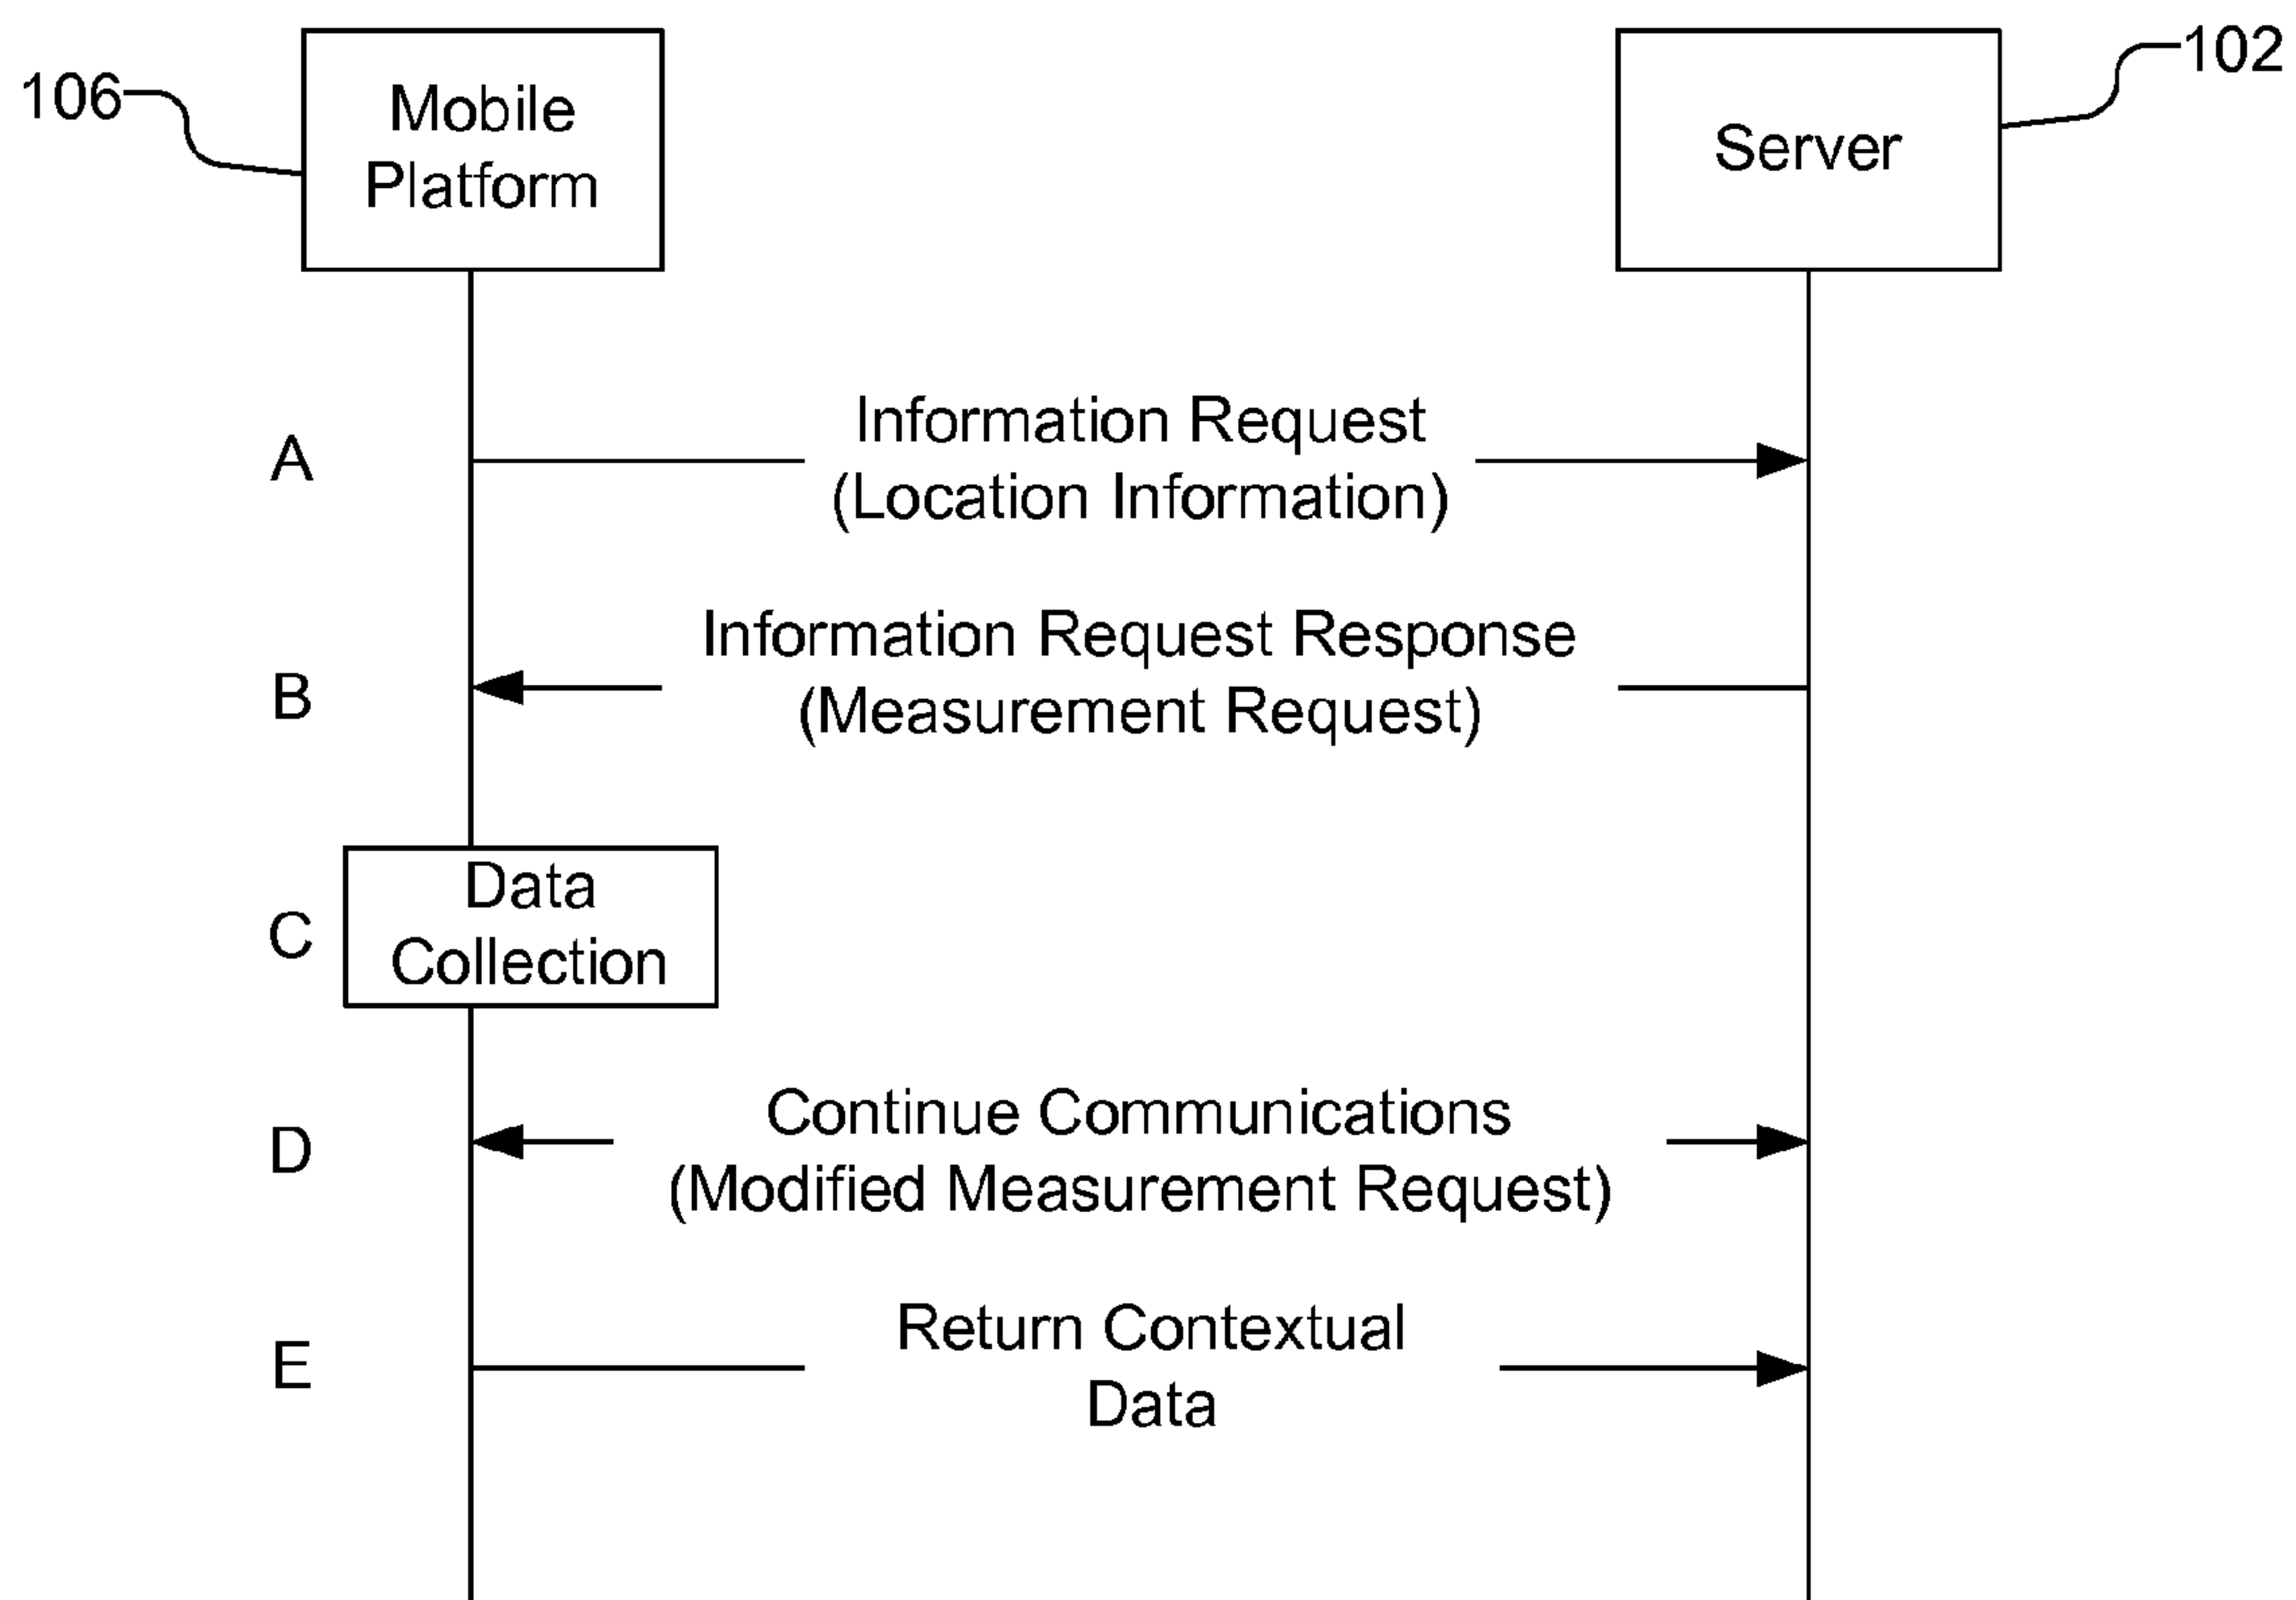 106
Mobile
Platform
Server
102
A
Information Request
(Location Information)
B
Information Request Response
(Measurement Request)
C
Data
Collection
D
Continue Communications
(Modified Measurement Request)
E
Return Contextual
Data